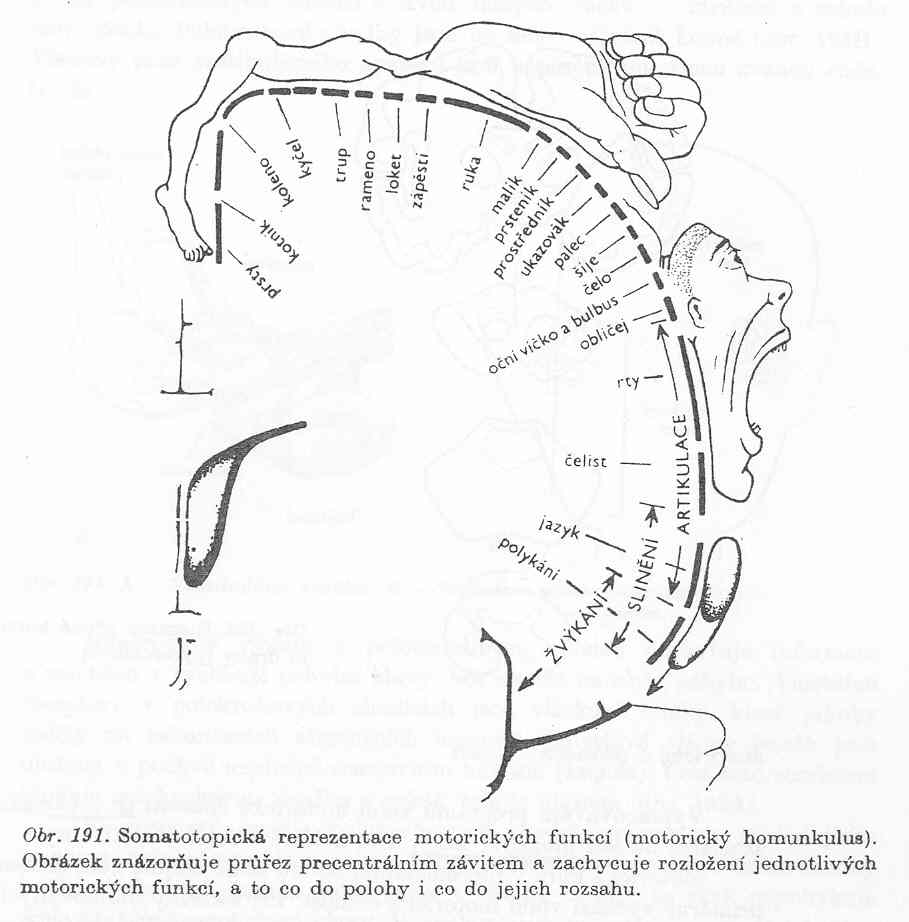 prsty
kotník
koleno
kyčel
trup
rameno
loket
zápěstí
ruka
malík
prsteník
prostředník
ukazovák
palec
šíje
čelo
oční víčko a bulbus
obličej
rty
čelist
jazyk
polykání
ARTIKULACE
SLINĚNÍ
ŽVÝKÁNÍ
Obr. 191. Somatotopická reprezentace motorických funkcí (motorický homunkulus).
Obrázek znázorňuje průřez precentrálním závitem a zachycuje rozložení jednotlivých
motorických funkcí, a to co do polohy i co do jejich rozsahu.